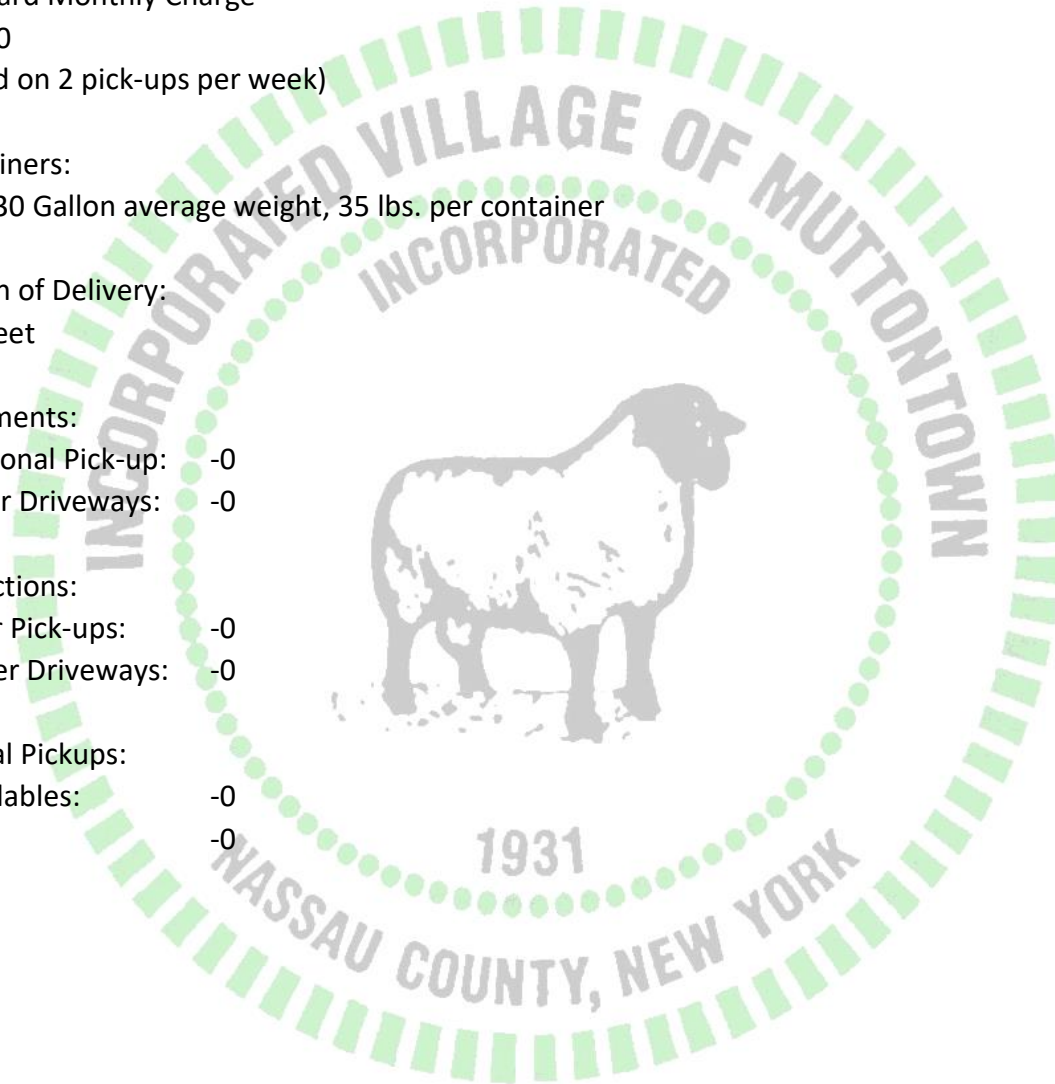 ard Monthly Charge
0
d on 2 pick-ups per week)
iners:
30 Gallon average weight, 35 lbs. per container
n of Delivery:
eet
ments:
ional Pick-up: -0
r Driveways: -0
ctions:
r Pick-ups: -0
er Driveways: -0
al Pickups:
lables: -0
-0
INCORPORATED VILLAGE OF MUTTONTOWN
INCORPORATED
1931
NASSAU COUNTY, NEW YORK